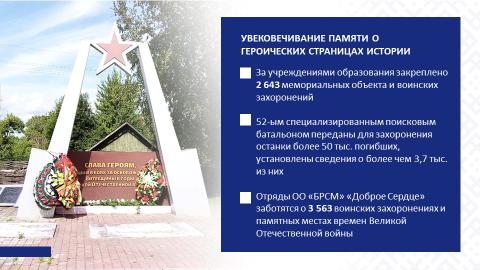 УВЕКОВЕЧИВАНИЕ ПАМЯТИ О
ГЕРОИЧЕСКИХ СТРАНИЦАХ ИСТОРИИ
За учреждениями образования закреплено
2 643 мемориальных объекта и воинских
захоронений
52-ым специализированным поисковым
батальоном переданы для захоронения
останки более 50 тыс. погибших,
установлены сведения о более чем 3,7 тыс.
из них
Отряды ОО «БРСМ» «Доброе Сердце»
заботятся о 3 563 воинских захоронениях и
памятных местах времен Великой
Отечественной войны
СЛАВА ГЕРОЯМ,
В ГОДЫ